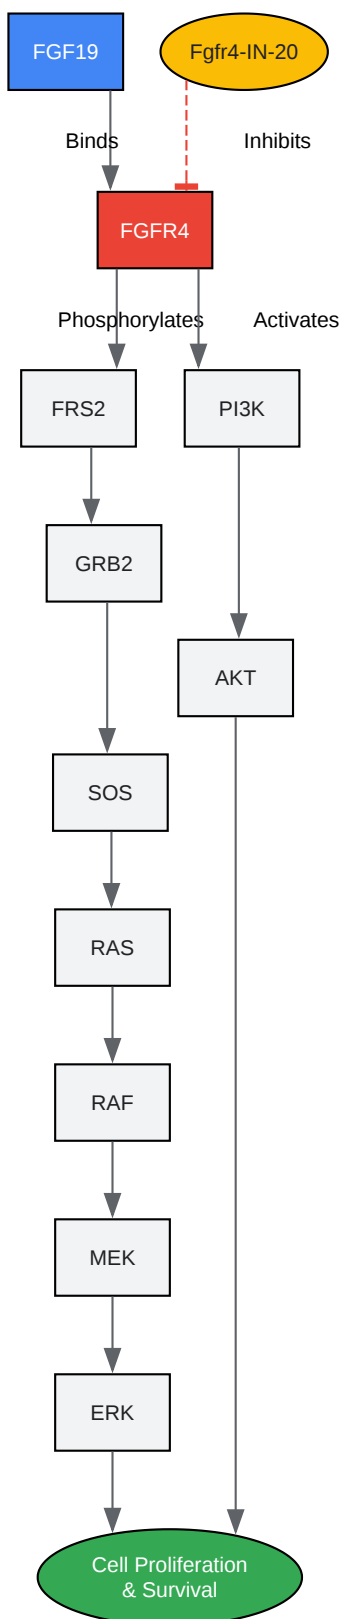 FGF19
Fgfr4-IN-20
Binds
Inhibits
FGFR4
Phosphorylates
Activates
FRS2
PI3K
GRB2
AKT
SOS
RAS
RAF
MEK
ERK
Cell Proliferation
& Survival